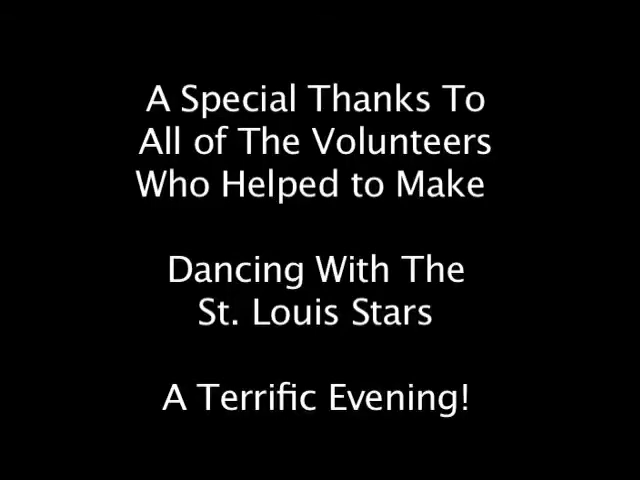 A Special Thanks To
All of The Volunteers
Who Helped to Make
Dancing With The
St. Louis Stars
A Terrific Evening!